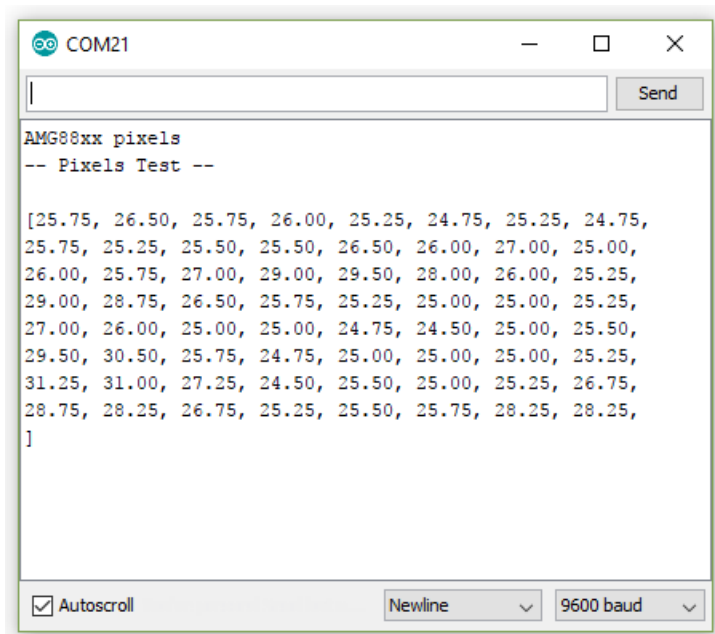 COM21
Send
AMG88xx pixels
-- Pixels Test --
[25.75, 26.50, 25.75, 26.00, 25.25, 24.75, 25.25, 24.75,
25.75, 25.25, 25.50, 25.50, 26.50, 26.00, 27.00, 25.00,
26.00, 25.75, 27.00, 29.00, 29.50, 28.00, 26.00, 25.25,
29.00, 28.75, 26.50, 25.75, 25.25, 25.00, 25.00, 25.25,
27.00, 26.00, 25.00, 25.00, 24.75, 24.50, 25.00, 25.50,
29.50, 30.50, 25.75, 24.75, 25.00, 25.00, 25.00, 25.25,
31.25, 31.00, 27.25, 24.50, 25.50, 25.00, 25.25, 26.75,
28.75, 28.25, 26.75, 25.25, 25.50, 25.75, 28.25, 28.25,
]
Autoscroll Newline 9600 baud